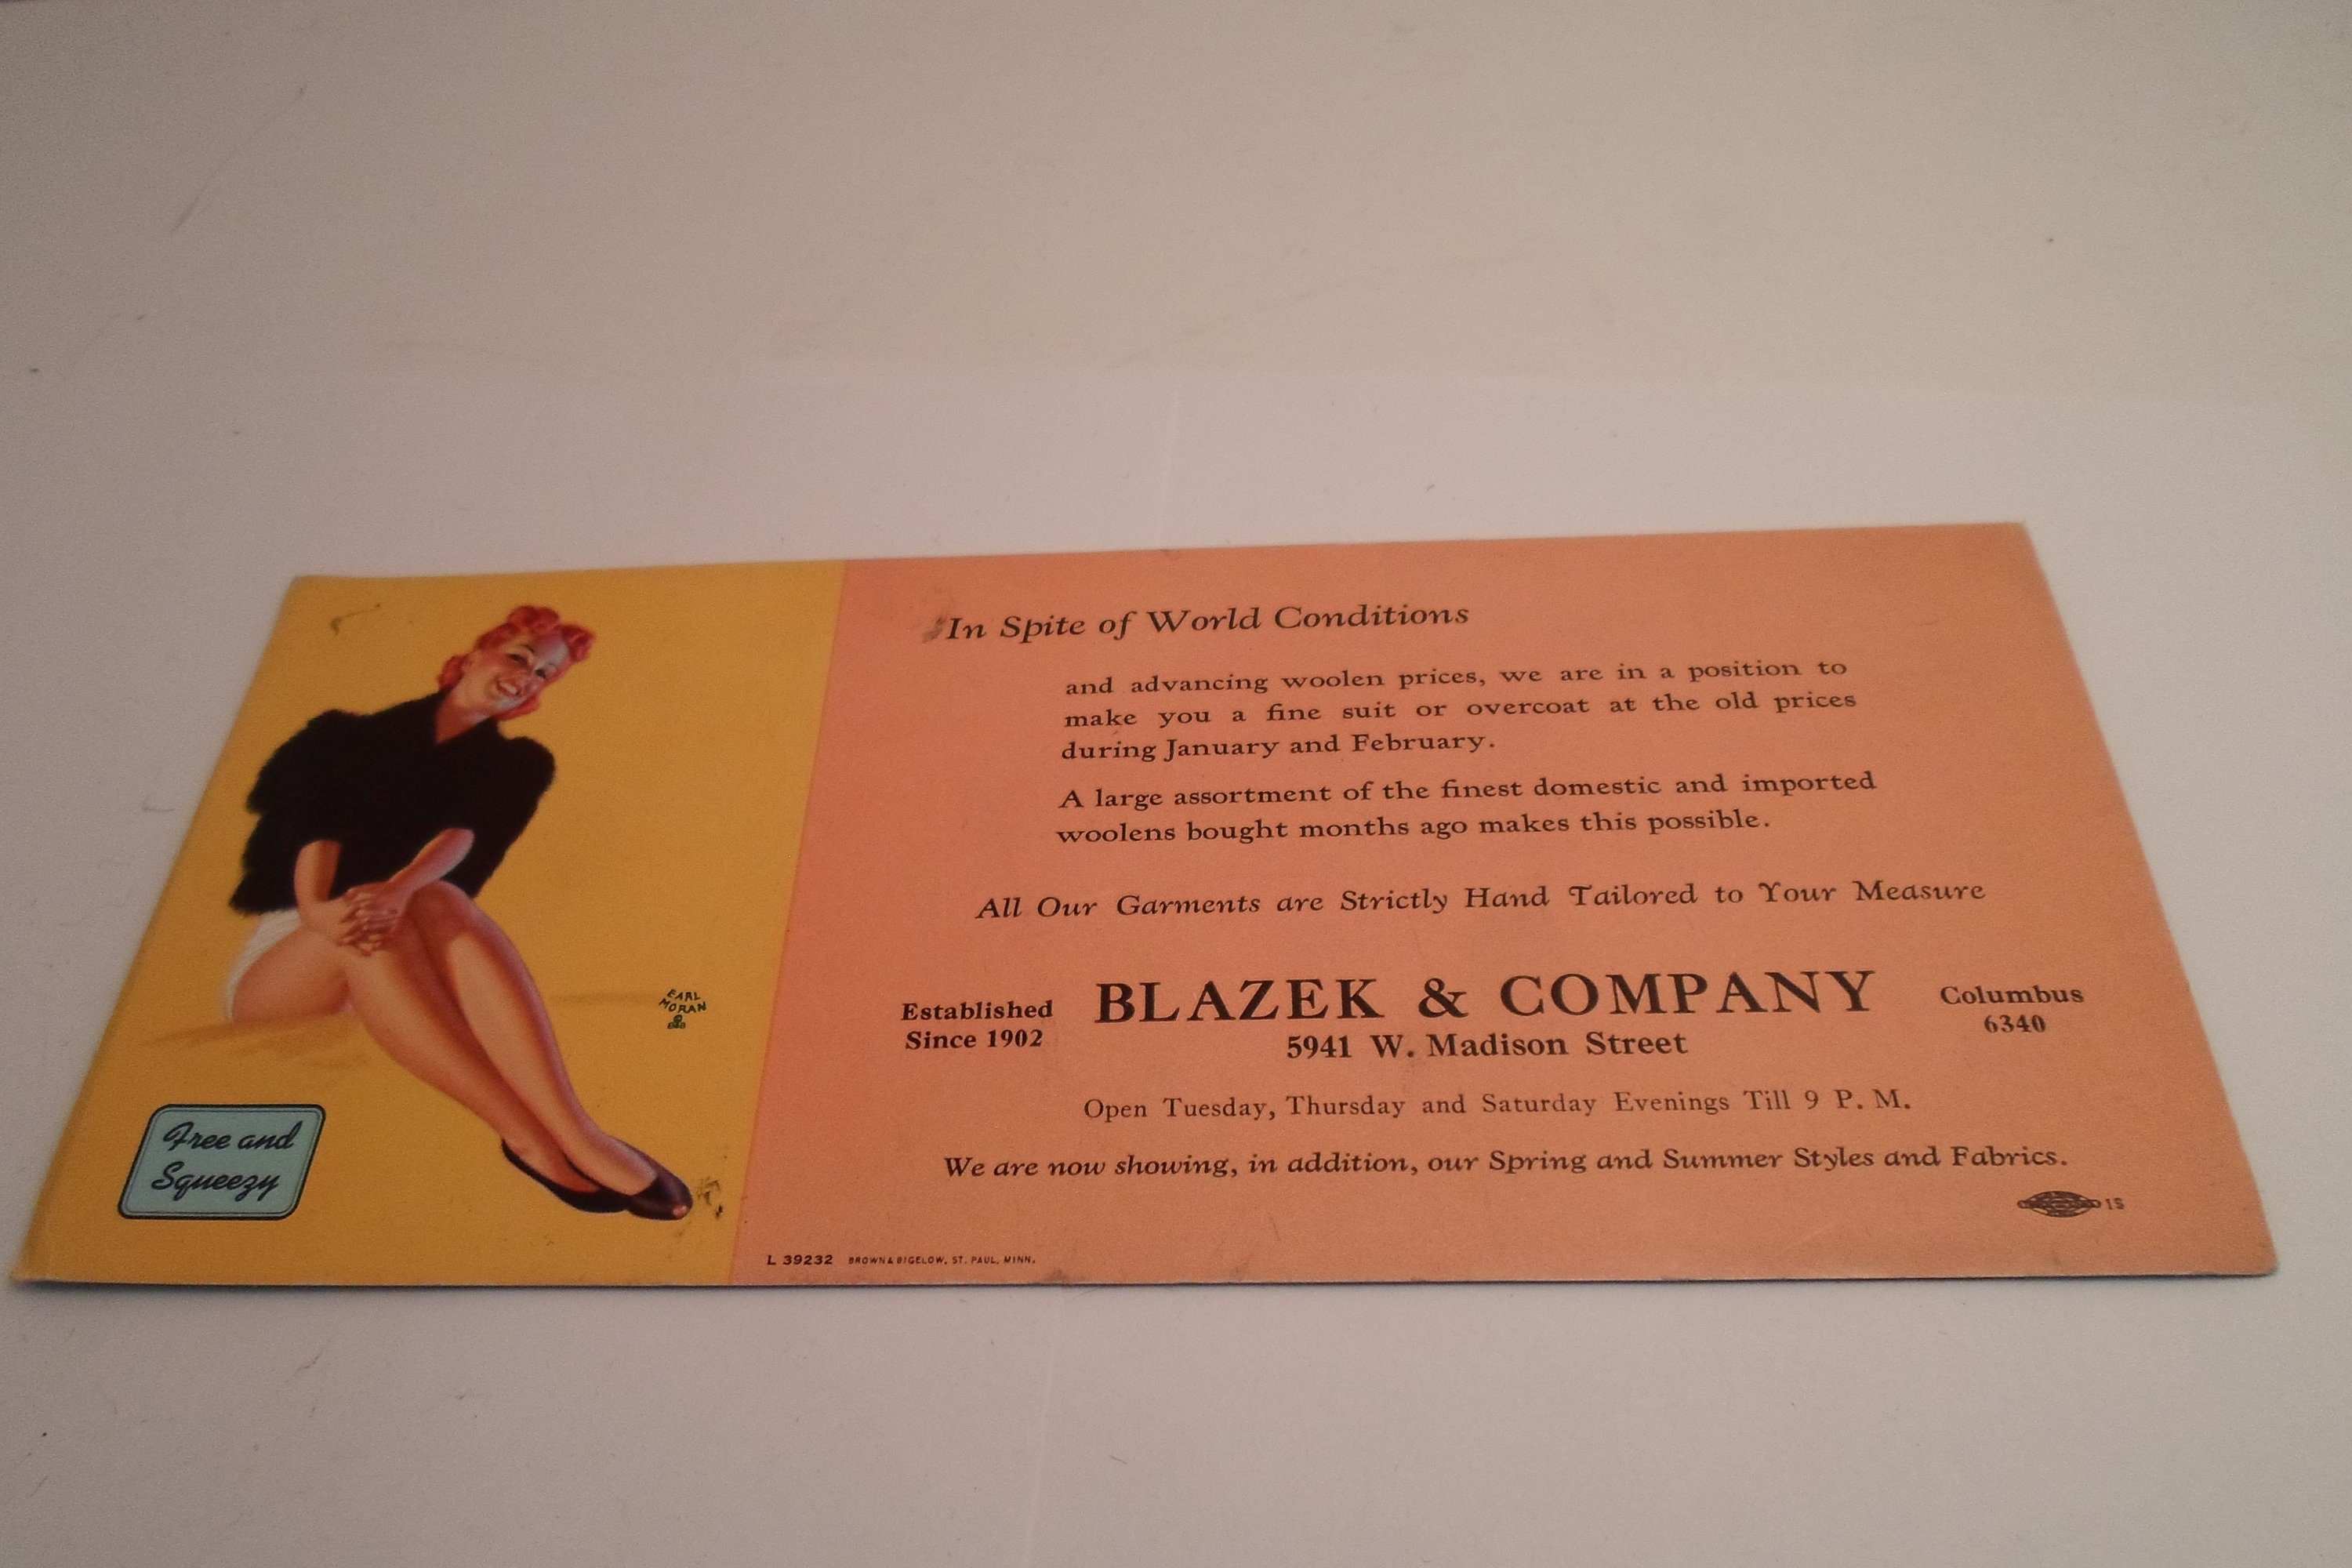 In Spite of World Conditions
and advancing woolen prices, we are in a position to
make you a fine suit or overcoat at the old prices
during January and February.
A large assortment of the finest domestic and imported
woolens bought months ago makes this possible.
All Our Garments are Strictly Hand Tailored to Your Measure
Established
Since 1902
BLAZEK & COMPANY
5941 W. Madison Street
Columbus
6340
Open Tuesday, Thursday and Saturday Evenings Till 9 P. M.
We are now showing, in addition, our Spring and Summer Styles and Fabrics.
EARL
MORAN
Free and
Squeezy
L 39232 BROWN & BIGELOW, ST. PAUL, MINN.